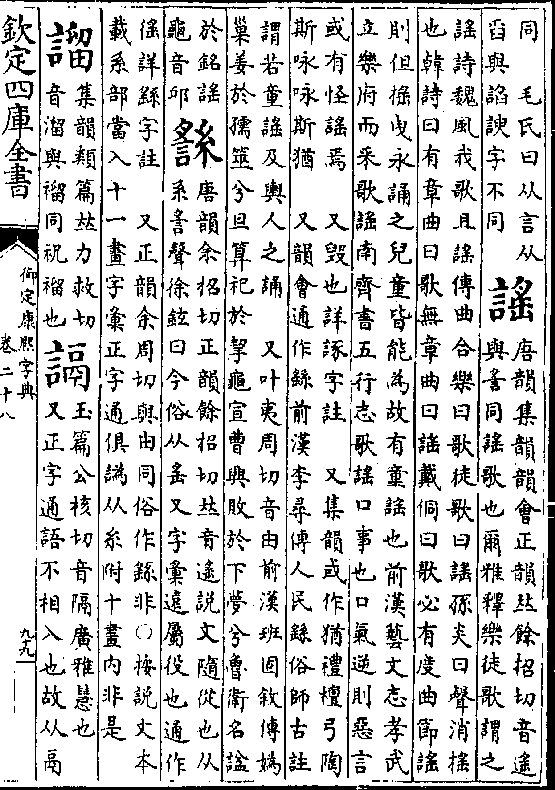 同　毛氏曰从言从
㕣與諂諛字不同
謠
唐韻集韻韻會正韻𠀤餘招切音遙
與䚻同謠歌也爾雅釋樂徒歌謂之
謠詩魏風我歌且謠傳曲合樂曰歌徒歌曰謠孫炎曰聲消搖
也韓詩曰有章曲曰歌無章曲曰謠戴侗曰歌必有度曲節謠
則但搖曳永誦之兒童皆能為故有童謠也前漢藝文志孝武
立樂府而采歌謠南齊書五行志歌謠口事也口氣逆則惡言
或有怪謠焉　又毀也詳諑字註　又集韻或作猶禮檀弓陶
斯咏咏斯猶　又韻會通作繇前漢李尋傳人民繇俗師古註
謂若童謠及輿人之誦　又叶夷周切音由前漢班固敘傳媯
巢姜於孺筮兮旦算祀於挈龜宣曹興敗於下夢兮魯衛名諡
於銘謠
龜音邱
䌛
唐韻余招切正韻餘招切𠀤音遙說文隨從也从
系䚻聲徐鉉曰今俗从䍃又字彙遠屬役也通作
徭詳繇字註　又正韻余周切與由同俗作繇非○按說文本
載系部當入十一畫字彙正字通俱譌从糸附十畫內非是
集韻類篇𠀤力救切
音溜與𥛅同祝𥛅也
玉篇公核切音隔廣雅慧也
又正字通語不相入也故从鬲
欽定四庫全書
御定康熙字典
卷二十八
九九